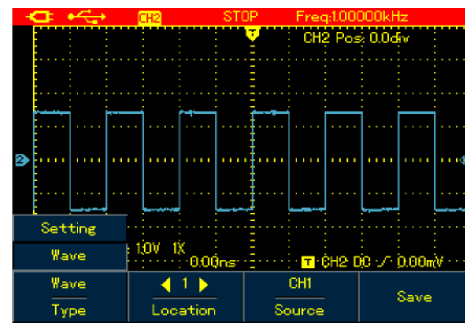 CH2 STOP Freq:1.00000kHz
T
CH2 Pos: 0.0div
2
Setting
Wave
1.0V 1X
0.00ns
T CH2 DC 0.00mV
Wave 1 CH1 Save
Type Location Source